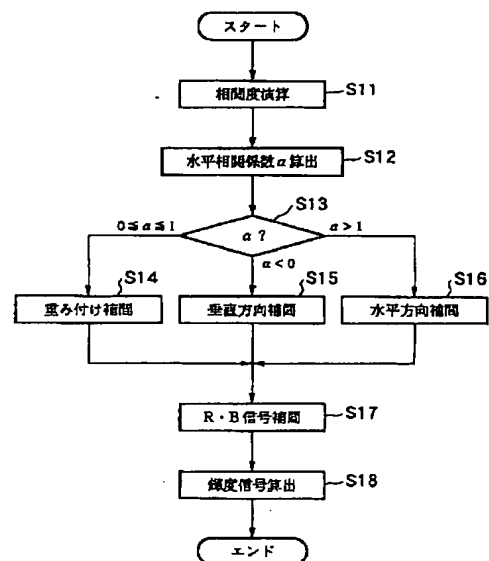 スタート
相関度演算
S11
水平相関係数α算出
S12
S13
0≦α≦1
α?
α>1
α<0
S14
S15
S16
重み付け補間
垂直方向補間
水平方向補間
R・B信号補間
S17
輝度信号算出
S18
エンド